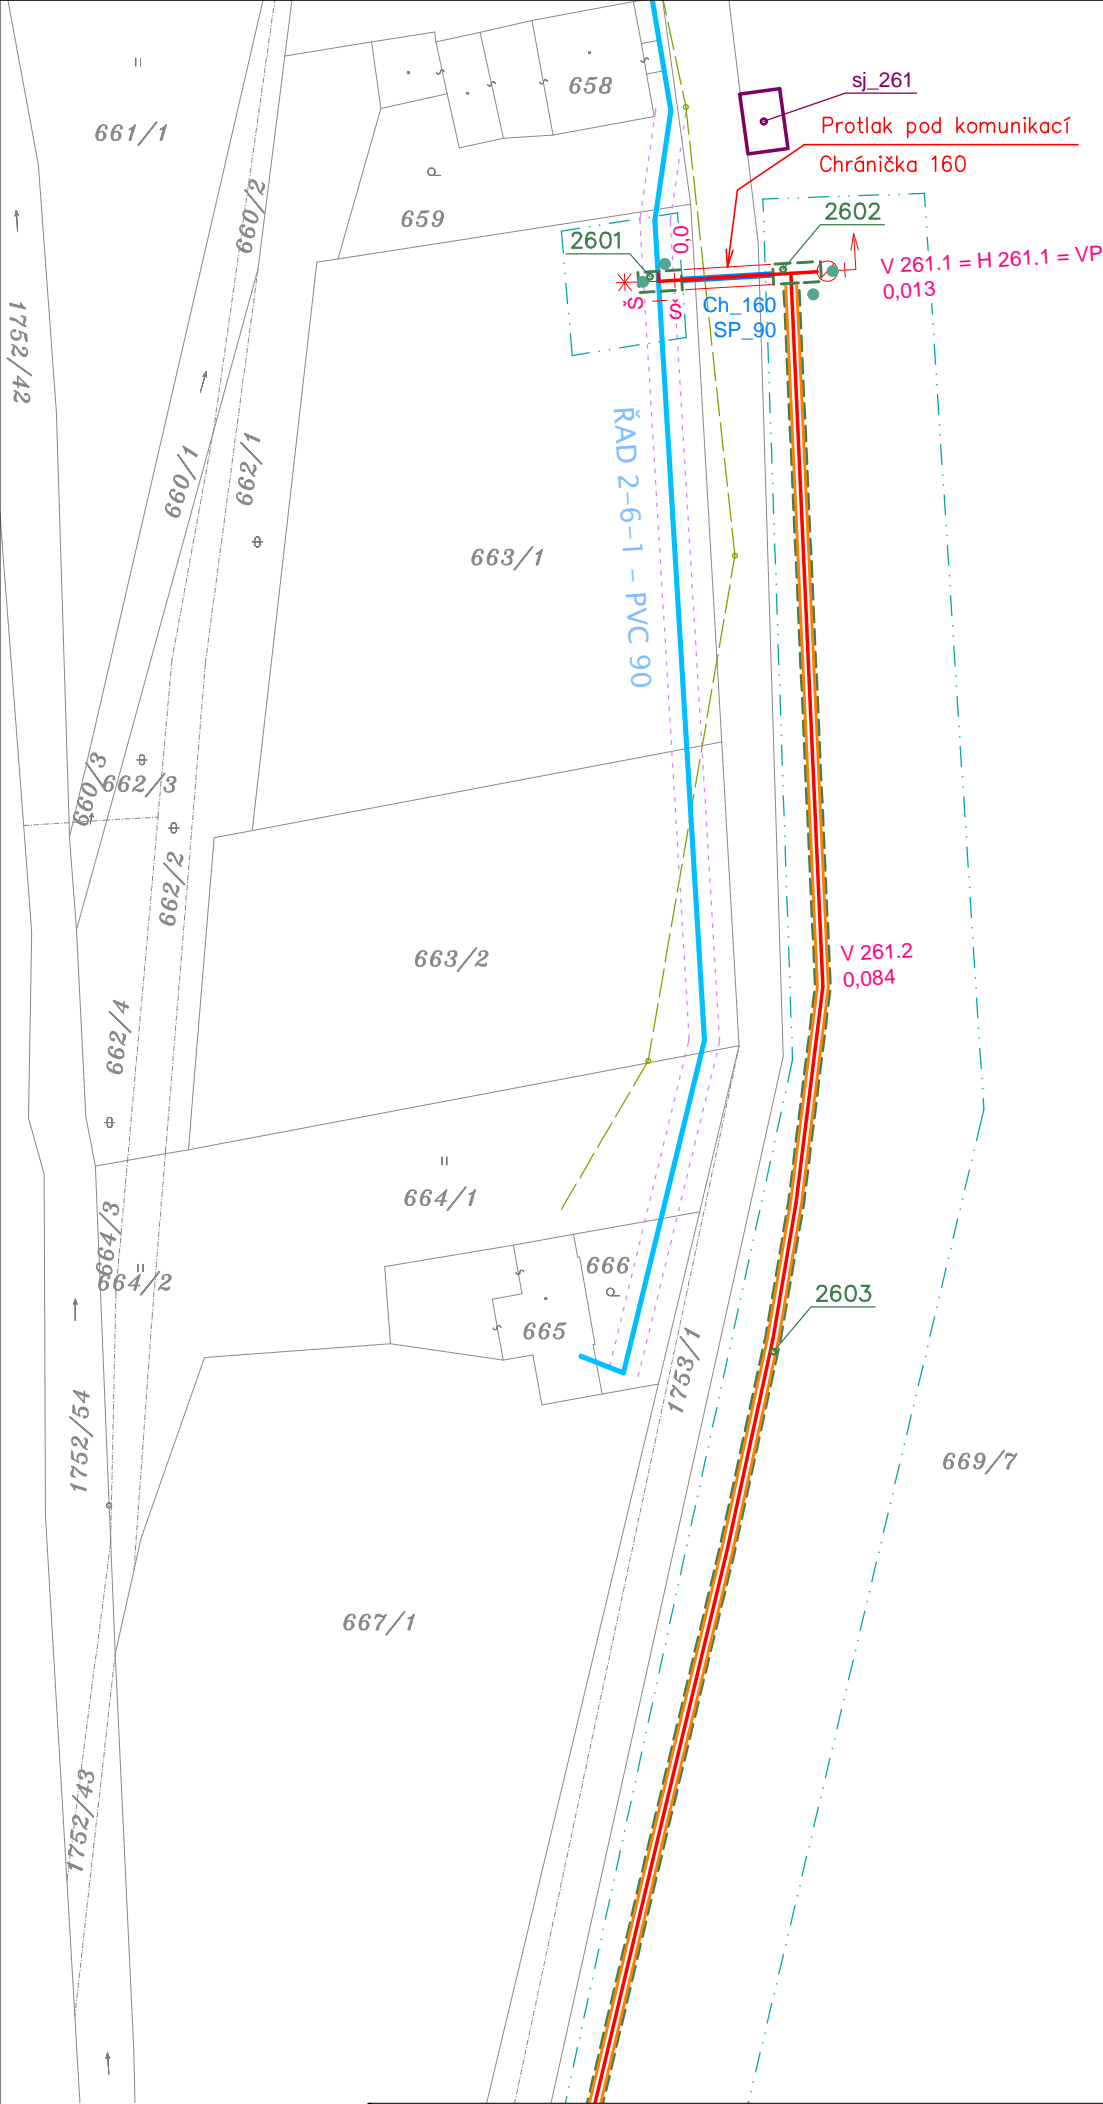 sj_261
658
661/1
Protlak pod komunikací
Chránička 160
660/2
659
2602
2601
0,0
V 261.1 = H 261.1 = VP
0,013
Š
Š
Ch_160
SP_90
1752/42
660/1
662/1
ŘAD 2-6-1 - PVC 90
663/1
660/3
662/3
662/2
663/2
V 261.2
0,084
662/4
664/1
664/3
664/2
666
665
2603
1753/1
1752/54
669/7
667/1
1752/43